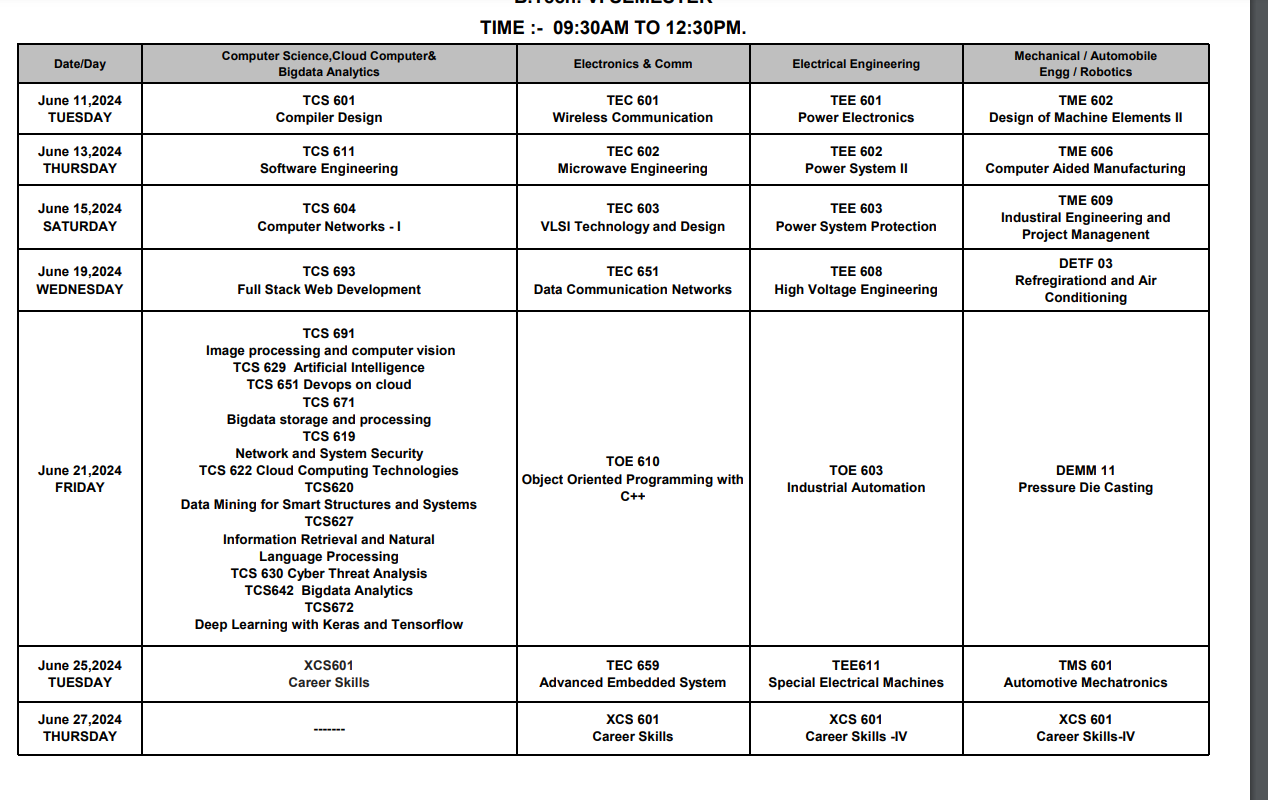 B.Tech. VI SEMESTER
TIME :-  09:30AM TO 12:30PM.
Date/Day
Computer Science,Cloud Computer&
Bigdata Analytics
Electronics & Comm
Electrical Engineering
Mechanical / Automobile
Engg / Robotics
June 11,2024
TUESDAY
TCS 601
Compiler Design
TEC 601
Wireless Communication
TEE 601
Power Electronics
TME 602
Design of Machine Elements II
June 13,2024
THURSDAY
TCS 611
Software Engineering
TEC 602
Microwave Engineering
TEE 602
Power System II
TME 606
Computer Aided Manufacturing
June 15,2024
SATURDAY
TCS 604
Computer Networks - I
TEC 603
VLSI Technology and Design
TEE 603
Power System Protection
TME 609
Industiral Engineering and
Project Managenent
June 19,2024
WEDNESDAY
TCS 693
Full Stack Web Development
TEC 651
Data Communication Networks
TEE 608
High Voltage Engineering
DETF 03
Refregirationd and Air
Conditioning
June 21,2024
FRIDAY
TCS 691
Image processing and computer vision
TCS 629  Artificial Intelligence
TCS 651 Devops on cloud
TCS 671
Bigdata storage and processing
TCS 619
Network and System Security
TCS 622 Cloud Computing Technologies
TCS620
Data Mining for Smart Structures and Systems
TCS627
Information Retrieval and Natural
Language Processing
TCS 630 Cyber Threat Analysis
TCS642  Bigdata Analytics
TCS672
Deep Learning with Keras and Tensorflow
TOE 610
Object Oriented Programming with
C++
TOE 603
Industrial Automation
DEMM 11
Pressure Die Casting
June 25,2024
TUESDAY
XCS601
Career Skills
TEC 659
Advanced Embedded System
TEE611
Special Electrical Machines
TMS 601
Automotive Mechatronics
June 27,2024
THURSDAY
-------
XCS 601
Career Skills
XCS 601
Career Skills -IV
XCS 601
Career Skills-IV